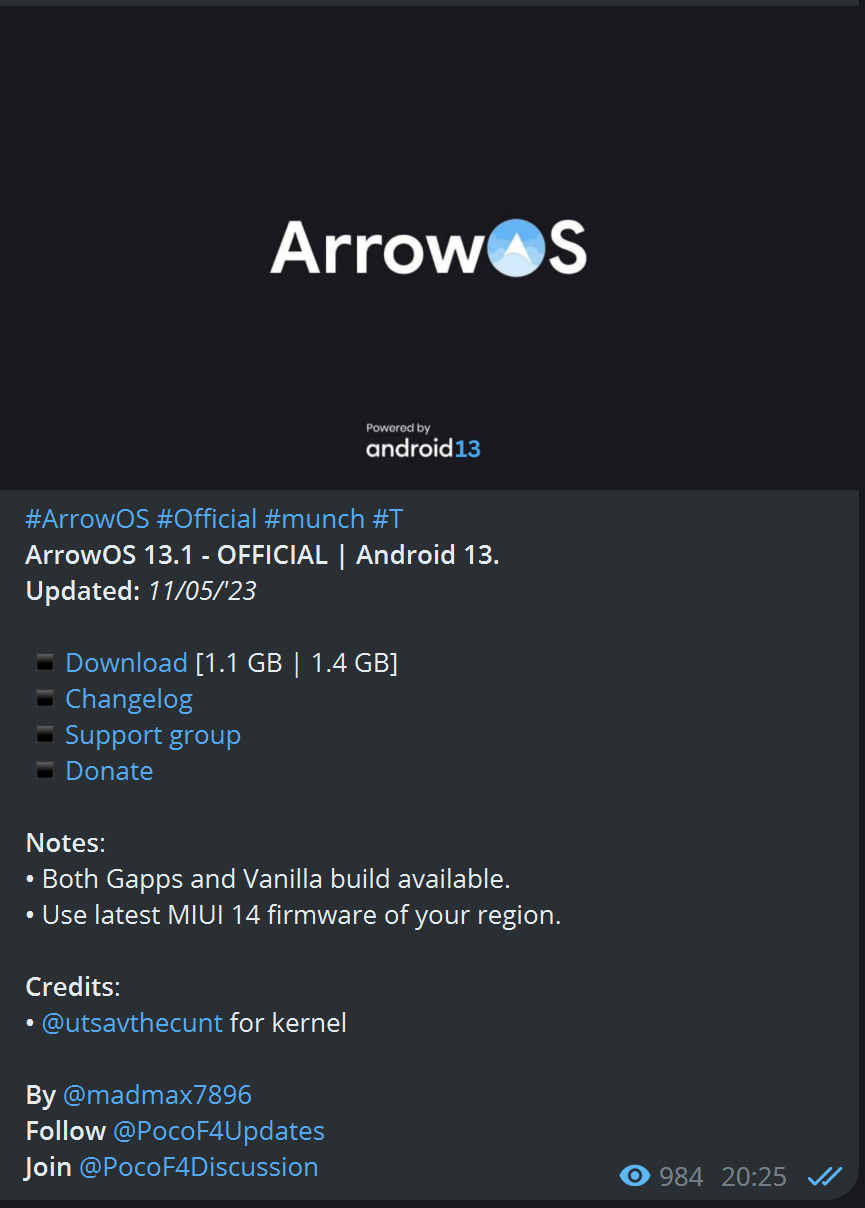 ArrowOS
Powered by
android13
#ArrowOS #Official #munch #T
ArrowOS 13.1 - OFFICIAL | Android 13.
Updated: 11/05/'23
▪ Download [1.1 GB | 1.4 GB]
▪ Changelog
▪ Support group
▪ Donate
Notes:
• Both Gapps and Vanilla build available.
• Use latest MIUI 14 firmware of your region.
Credits:
• @utsavthecunt for kernel
By @madmax7896
Follow @PocoF4Updates
Join @PocoF4Discussion
984 20:25